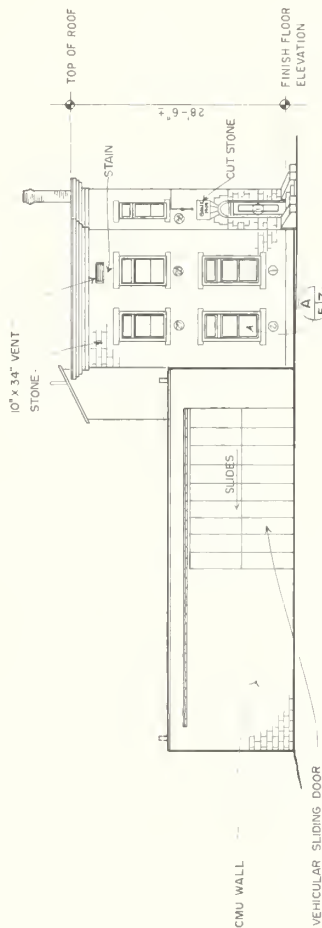 10" x 34" VENT
STONE
STAIN
TOP OF ROOF
28'-6" ±
CUT STONE
FINISH FLOOR
ELEVATION
SLIDES
A
A
CMU WALL
VEHICULAR SLIDING DOOR